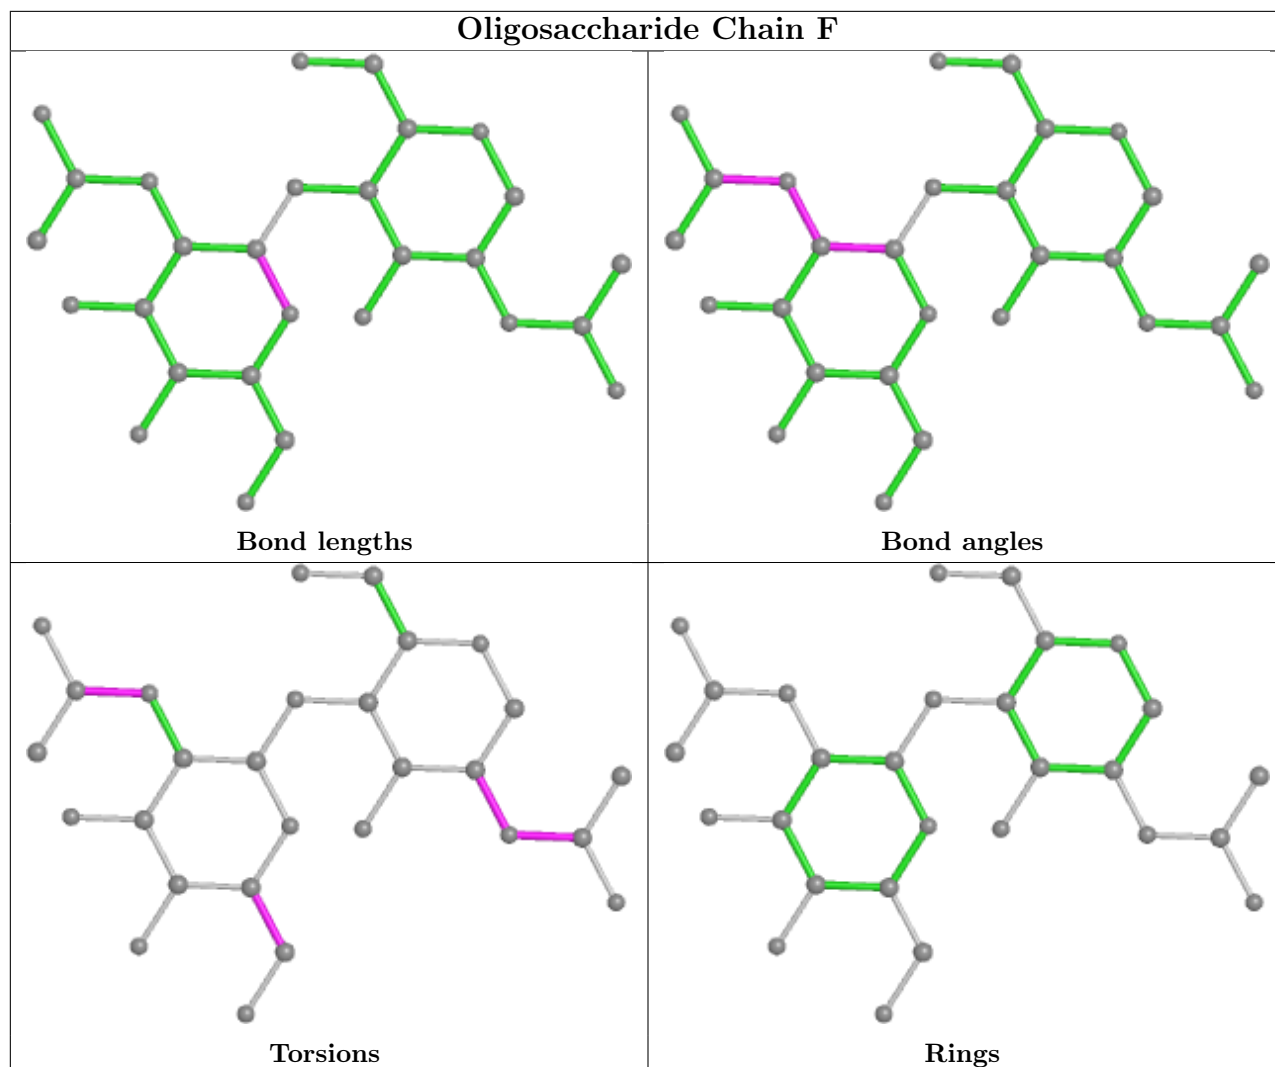 Oligosaccharide Chain F
Bond lengths
Bond angles
Torsions
Rings